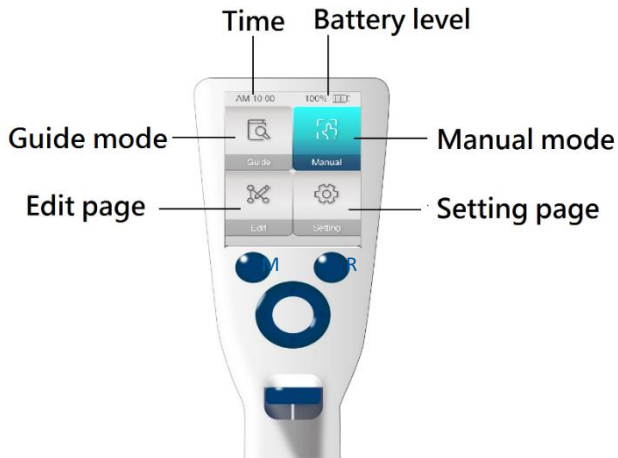 Time
Battery level
AM 10:00
100%
Guide mode
Manual mode
Guide
Manual
Edit page
Setting page
Edit
Setting
M
R